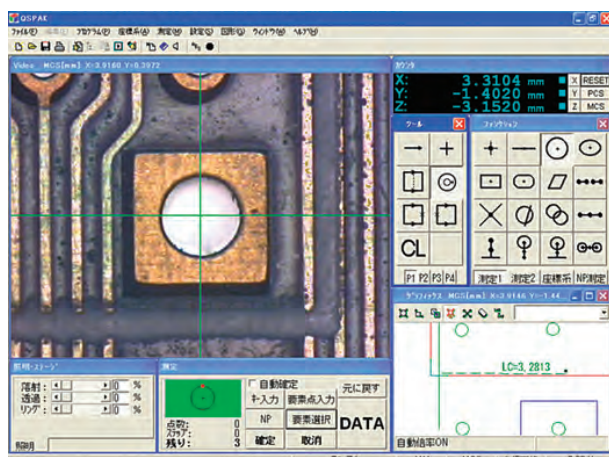 QSPAK
ファイル(F) 編集(E) プログラム(P) 座標系(A) 測定(M) 設定(S) 図形(G) ウィンドウ(W) ヘルプ(H)
Video MCS[mm] X=3.9160 Y=0.3972
カウンタ
X: 3.3104 mm X RESET
Y: -1.4020 mm Y PCS
Z: -3.1520 mm Z MCS
ツール
CL
P1 P2 P3 P4
ファンクション
測定1 測定2 座標系 NP測定
グラフィックス MCS[mm] X=3.9146 Y=-1.44
LC=3.2813
自動倍率ON
照明・ステージ
落射: 0 %
透過: 0 %
リング: 0 %
照明
測定
点数: 0
ステップ: 0
残り: 3
自動確定
キー入力 要素点入力 元に戻す
NP 要素選択
確定 取消 DATA